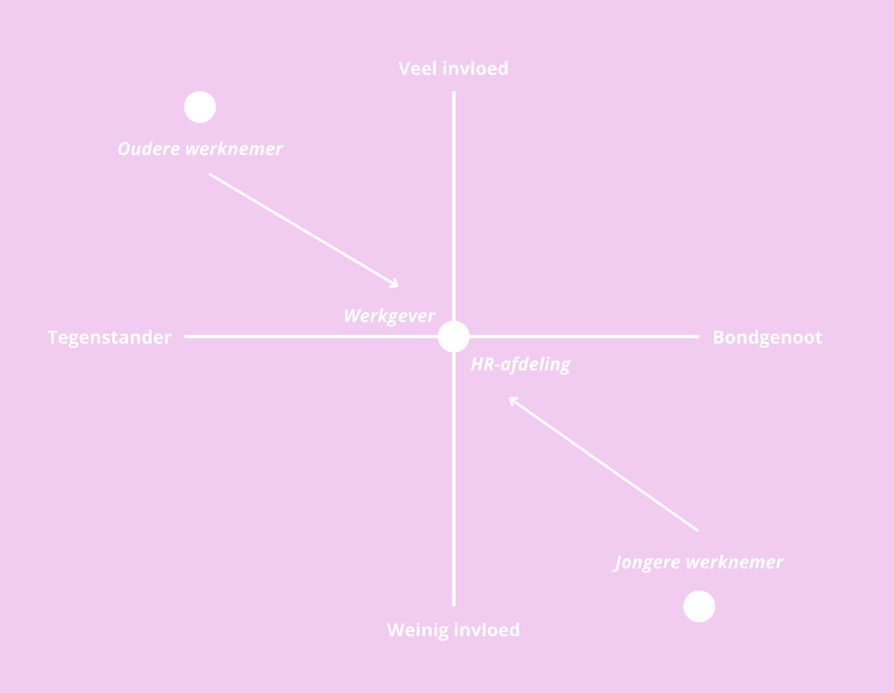 Veel invloed
Oudere werknemer
Werkgever
Tegenstander
Bondgenoot
HR-afdeling
Jongere werknemer
Weinig invloed